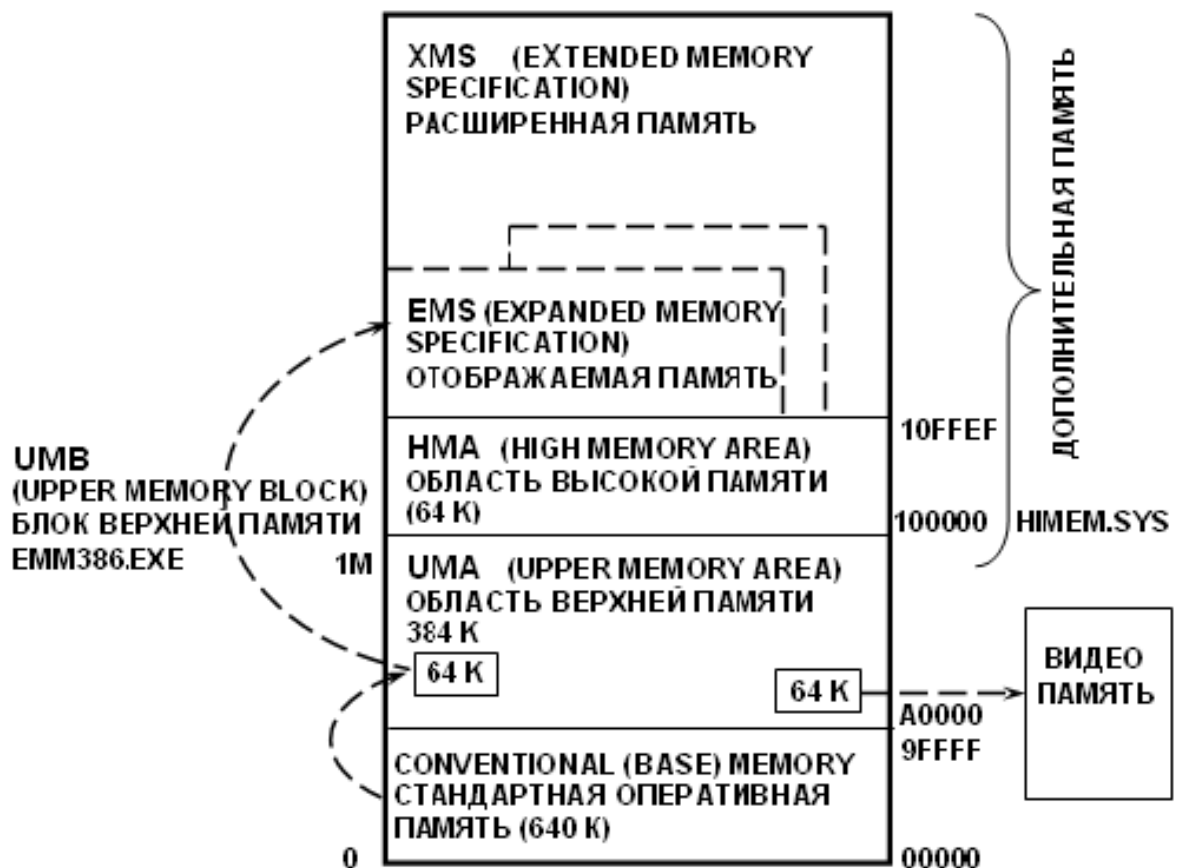 XMS (EXTENDED MEMORY
SPECIFICATION)
РАСШИРЕННАЯ ПАМЯТЬ
EMS (EXPANDED MEMORY
SPECIFICATION)
ОТОБРАЖАЕМАЯ ПАМЯТЬ
ДОПОЛНИТЕЛЬНАЯ ПАМЯТЬ
10FFEF
HMA (HIGH MEMORY AREA)
ОБЛАСТЬ ВЫСОКОЙ ПАМЯТИ
(64 К)
100000 HIMEM.SYS
UMB
(UPPER MEMORY BLOCK)
БЛОК ВЕРХНЕЙ ПАМЯТИ
EMM386.EXE
1М
UMA (UPPER MEMORY AREA)
ОБЛАСТЬ ВЕРХНЕЙ ПАМЯТИ
384 К
64 К
64 К
ВИДЕО
ПАМЯТЬ
A0000
9FFFF
CONVENTIONAL (BASE) MEMORY
СТАНДАРТНАЯ ОПЕРАТИВНАЯ
ПАМЯТЬ (640 К)
0
00000